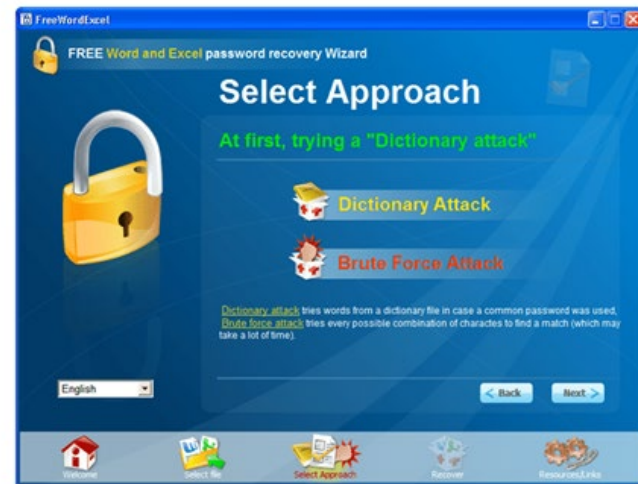 FreeWordExcel
FREE Word and Excel password recovery Wizard
Select Approach
At first, trying a "Dictionary attack"
Dictionary Attack
Brute Force Attack
Dictionary attack tries words from a dictionary file in case a common password was used,
Brute force attack tries every possible combination of charactes to find a match (which may
take a lot of time).
English
< Back
Next >
Welcome
Select file
Select Approach
Recover
Resources/Links